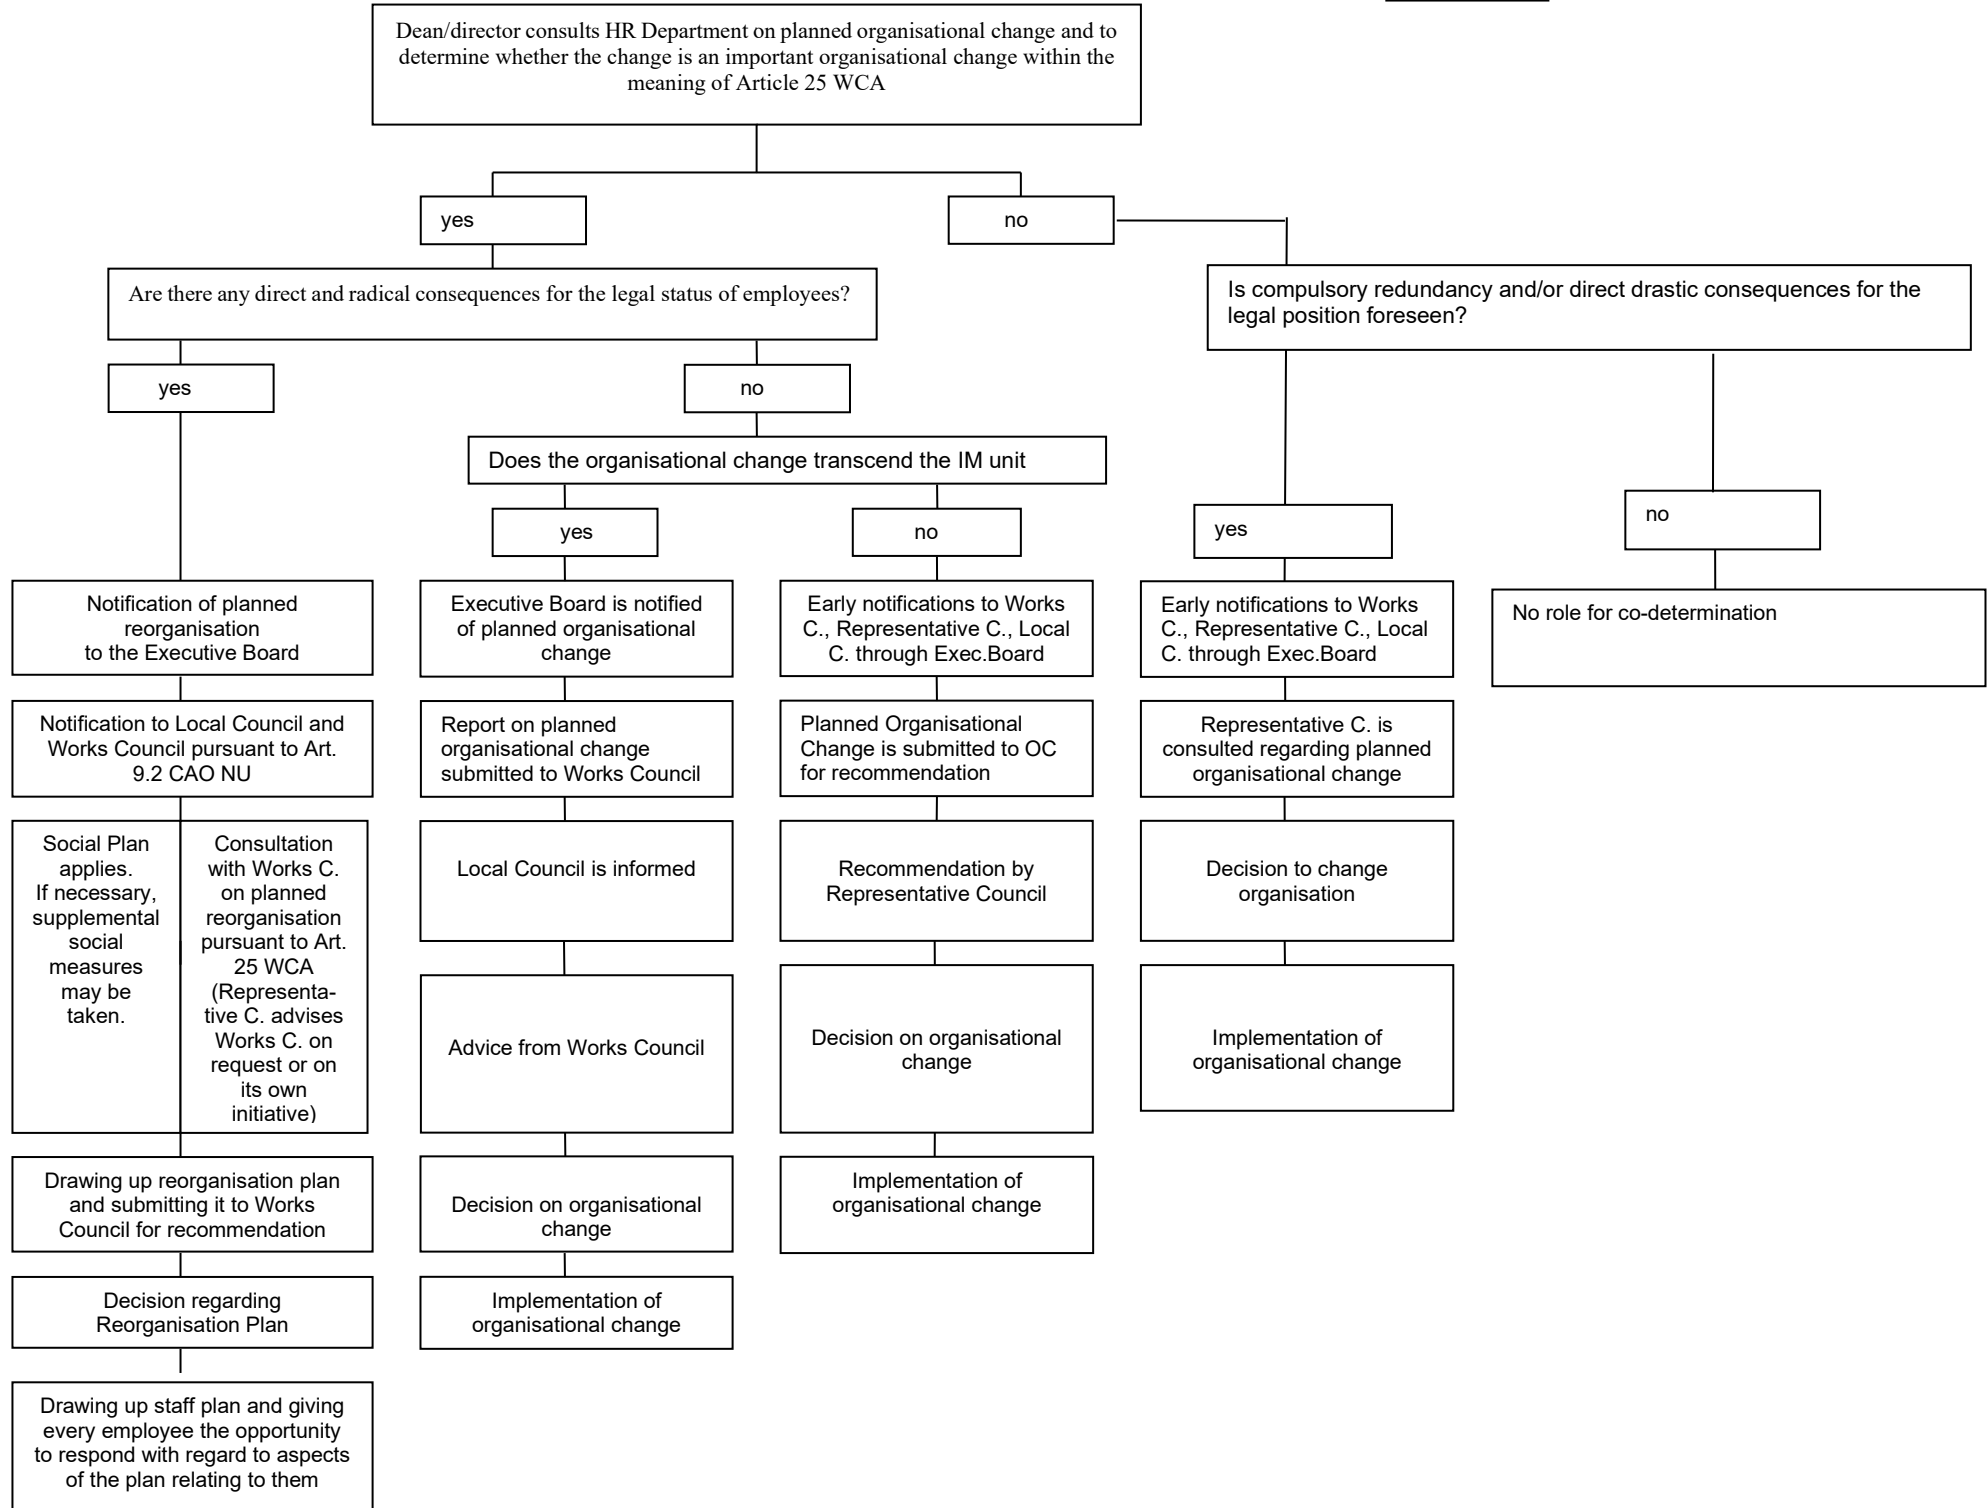 Dean/director consults HR Department on planned organisational change and to
determine whether the change is an important organisational change within the
meaning of Article 25 WCA
yes
no
Are there any direct and radical consequences for the legal status of employees?
Is compulsory redundancy and/or direct drastic consequences for the
legal position foreseen?
yes
no
Does the organisational change transcend the IM unit
yes
no
yes
no
Notification of planned
reorganisation
to the Executive Board
Executive Board is notified
of planned organisational
change
Early notifications to Works
C., Representative C., Local
C. through Exec.Board
Early notifications to Works
C., Representative C., Local
C. through Exec.Board
No role for co-determination
Notification to Local Council and
Works Council pursuant to Art.
9.2 CAO NU
Report on planned
organisational change
submitted to Works Council
Planned Organisational
Change is submitted to OC
for recommendation
Representative C. is
consulted regarding planned
organisational change
Social Plan
applies.
If necessary,
supplemental
social
measures
may be
taken.
Consultation
with Works C.
on planned
reorganisation
pursuant to Art.
25 WCA
(Representa-
tive C. advises
Works C. on
request or on
its own
initiative)
Local Council is informed
Recommendation by
Representative Council
Decision to change
organisation
Advice from Works Council
Decision on organisational
change
Implementation of
organisational change
Drawing up reorganisation plan
and submitting it to Works
Council for recommendation
Decision on organisational
change
Implementation of
organisational change
Decision regarding
Reorganisation Plan
Implementation of
organisational change
Drawing up staff plan and giving
every employee the opportunity
to respond with regard to aspects
of the plan relating to them